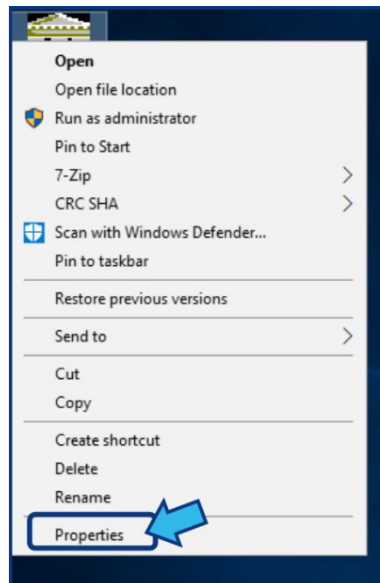 Open
Open file location
Run as administrator
Pin to Start
7-Zip
CRC SHA
Scan with Windows Defender...
Pin to taskbar
Restore previous versions
Send to
Cut
Copy
Create shortcut
Delete
Rename
Properties